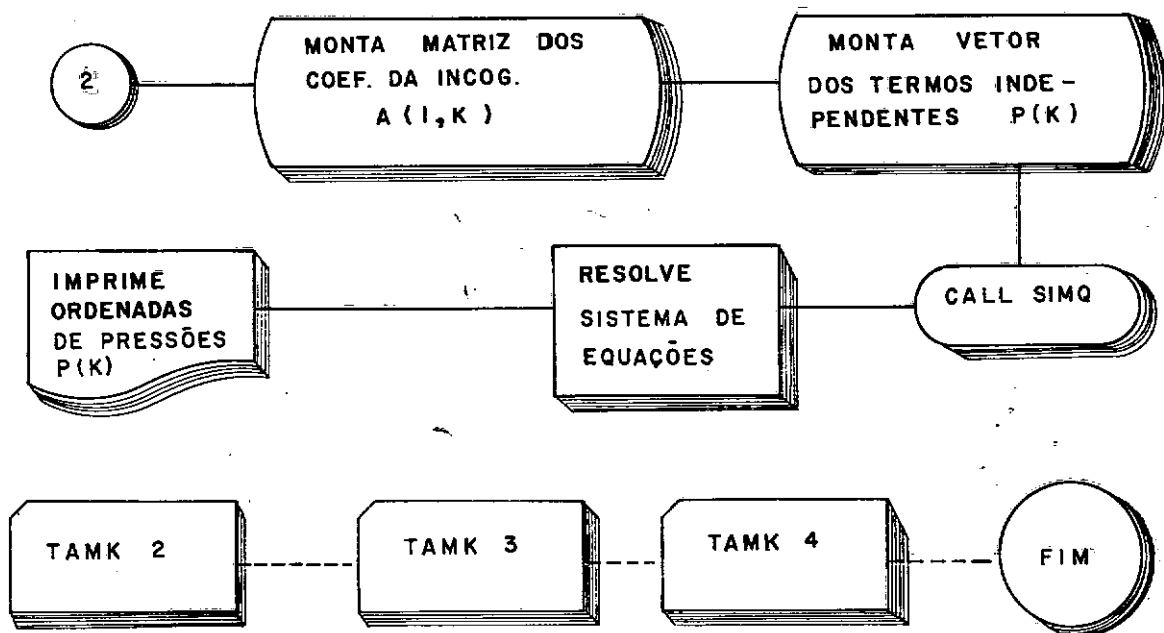 2
MONTA MATRIZ DOS
COEF. DA INCOG.
A (I,K)
MONTA VETOR
DOS TERMOS INDE-
PENDENTES P(K)
IMPRIME
ORDENADAS
DE PRESSÕES
P(K)
RESOLVE
SISTEMA DE
EQUAÇÕES
CALL SIMQ
TAMK 2
TAMK 3
TAMK 4
FIM